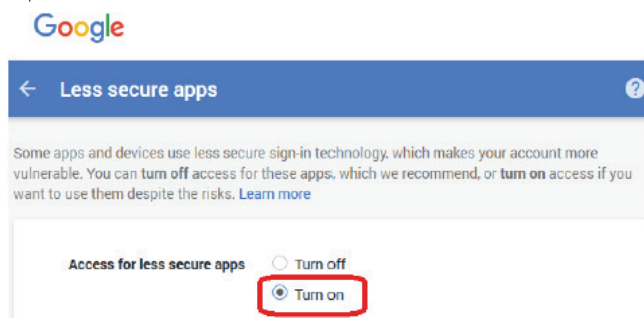 Google
Less secure apps
Some apps and devices use less secure sign-in technology, which makes your account more
vulnerable. You can turn off access for these apps, which we recommend, or turn on access if you
want to use them despite the risks. Learn more
Access for less secure apps
Turn off
Turn on